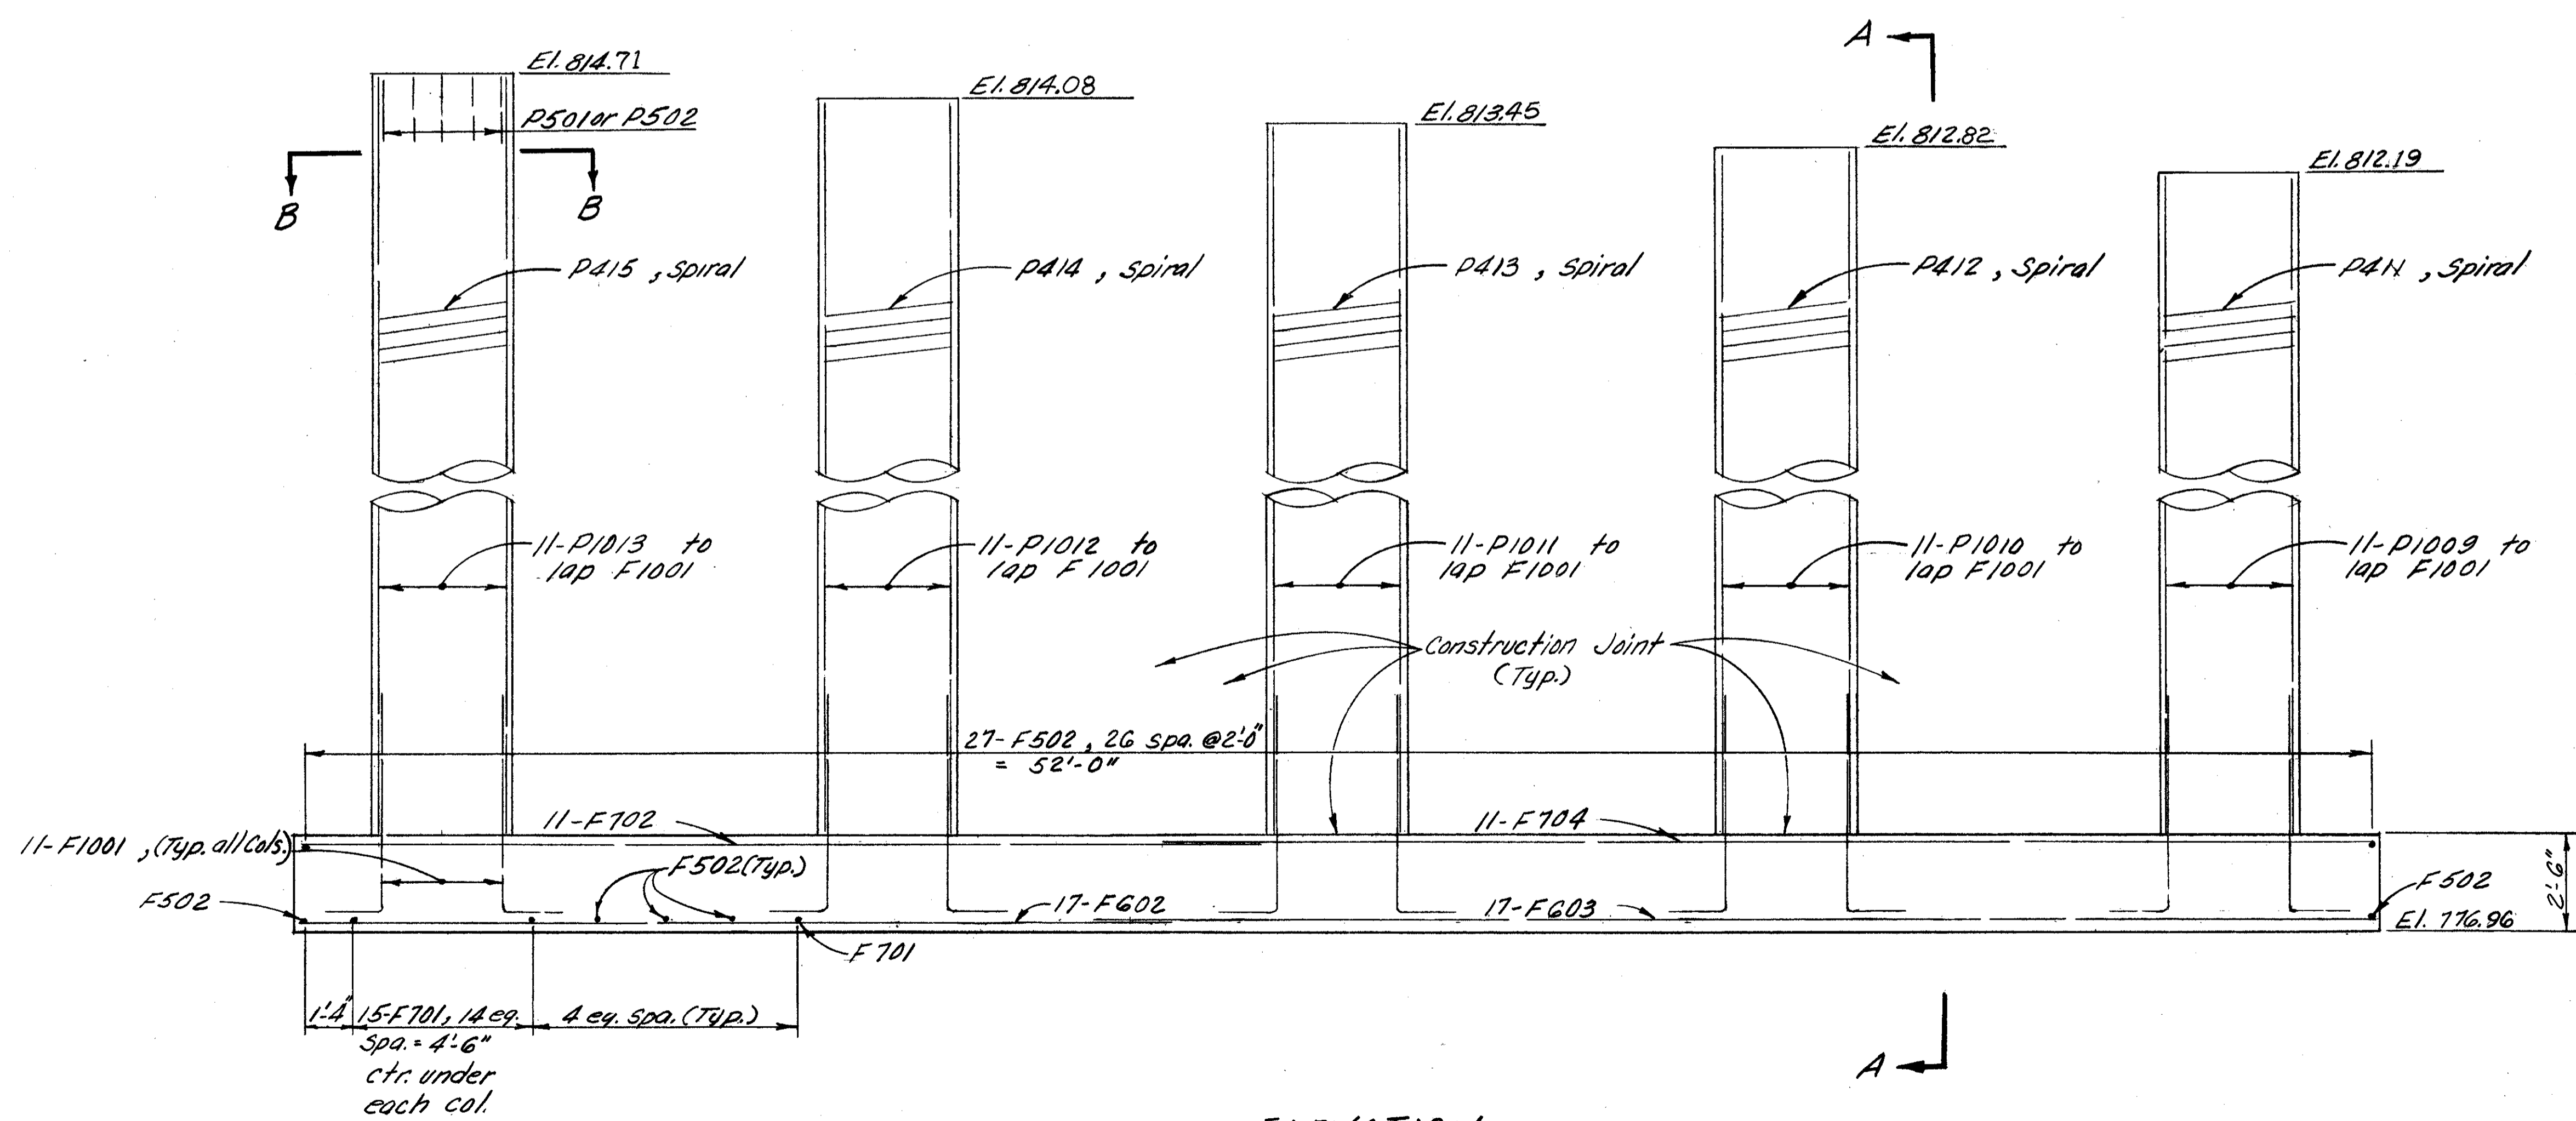 A
El. 814.71
El. 814.08
El. 813.45
El. 812.82
El. 812.19
P501 or P502
B
B
P415, Spiral
P414, Spiral
P413, Spiral
P412, Spiral
P411, Spiral
11-P1013 to
lap F1001
11-P1012 to
lap F1001
11-P1011 to
lap F1001
11-P1010 to
lap F1001
11-P1009 to
lap F1001
Construction Joint
(Typ.)
27-F502, 26 spa. @ 2'-0"
= 52'-0"
11-F702
11-F704
11-F1001, (Typ. all Cols.)
F502 (Typ.)
F502
17-F602
17-F603
F502
2'-6"
El. 776.96
F701
1'-4"
15-F701, 14 eq.
spa. = 4'-6"
ctr. under
each col.
4 eq. spa. (Typ.)
A